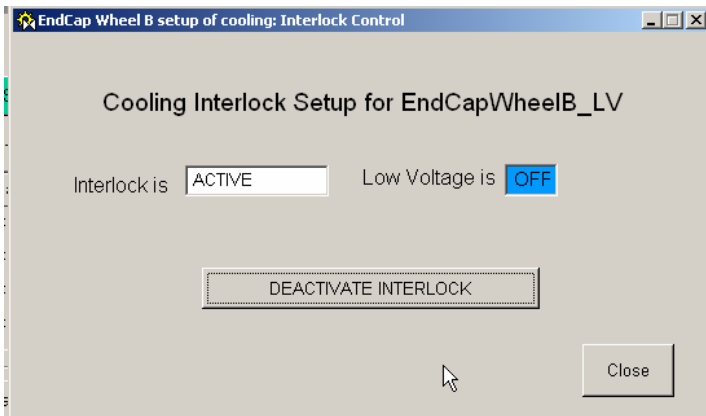 EndCap Wheel B setup of cooling: Interlock Control
Cooling Interlock Setup for EndCapWheelB_LV
Interlock is ACTIVE Low Voltage is OFF
DEACTIVATE INTERLOCK
Close